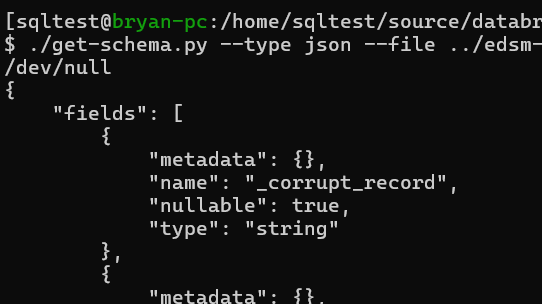 [sqltest@bryan-pc:/home/sqltest/source/databr
$ ./get-schema.py --type json --file ../edsm-
/dev/null
{
    "fields": [
        {
            "metadata": {},
            "name": "_corrupt_record",
            "nullable": true,
            "type": "string"
        },
        {
            "metadata": {},